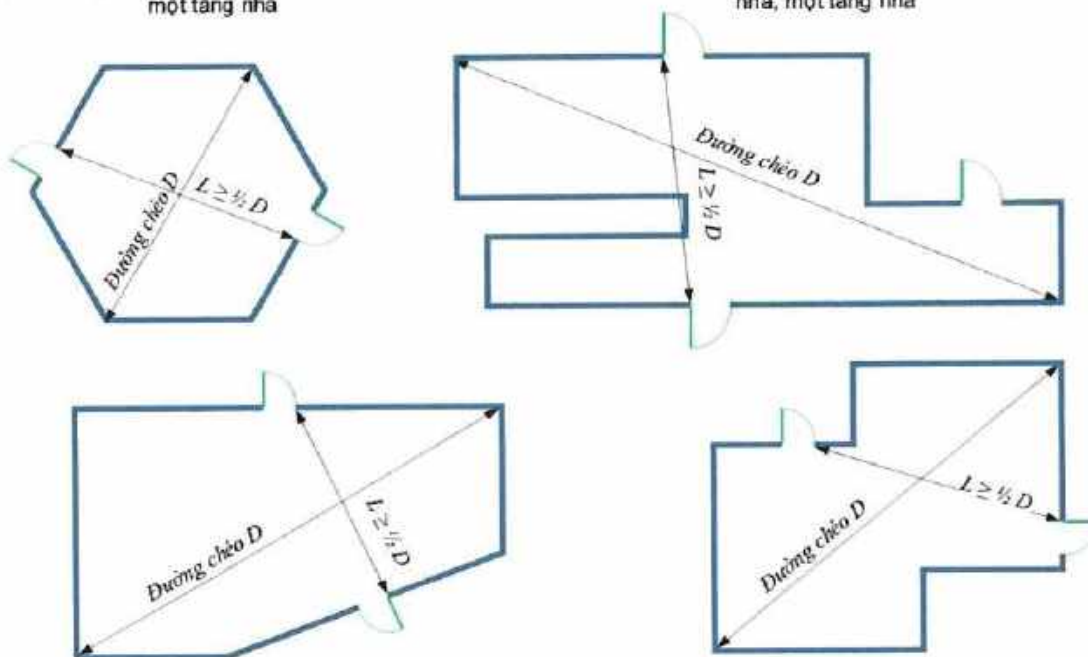 một tầng nhà
nhà, một tầng nhà
Đường chéo D
L ≥ ½ D
Đường chéo D
L ≥ ½ D
Đường chéo D
L ≥ ½ D
Đường chéo D
L ≥ ½ D